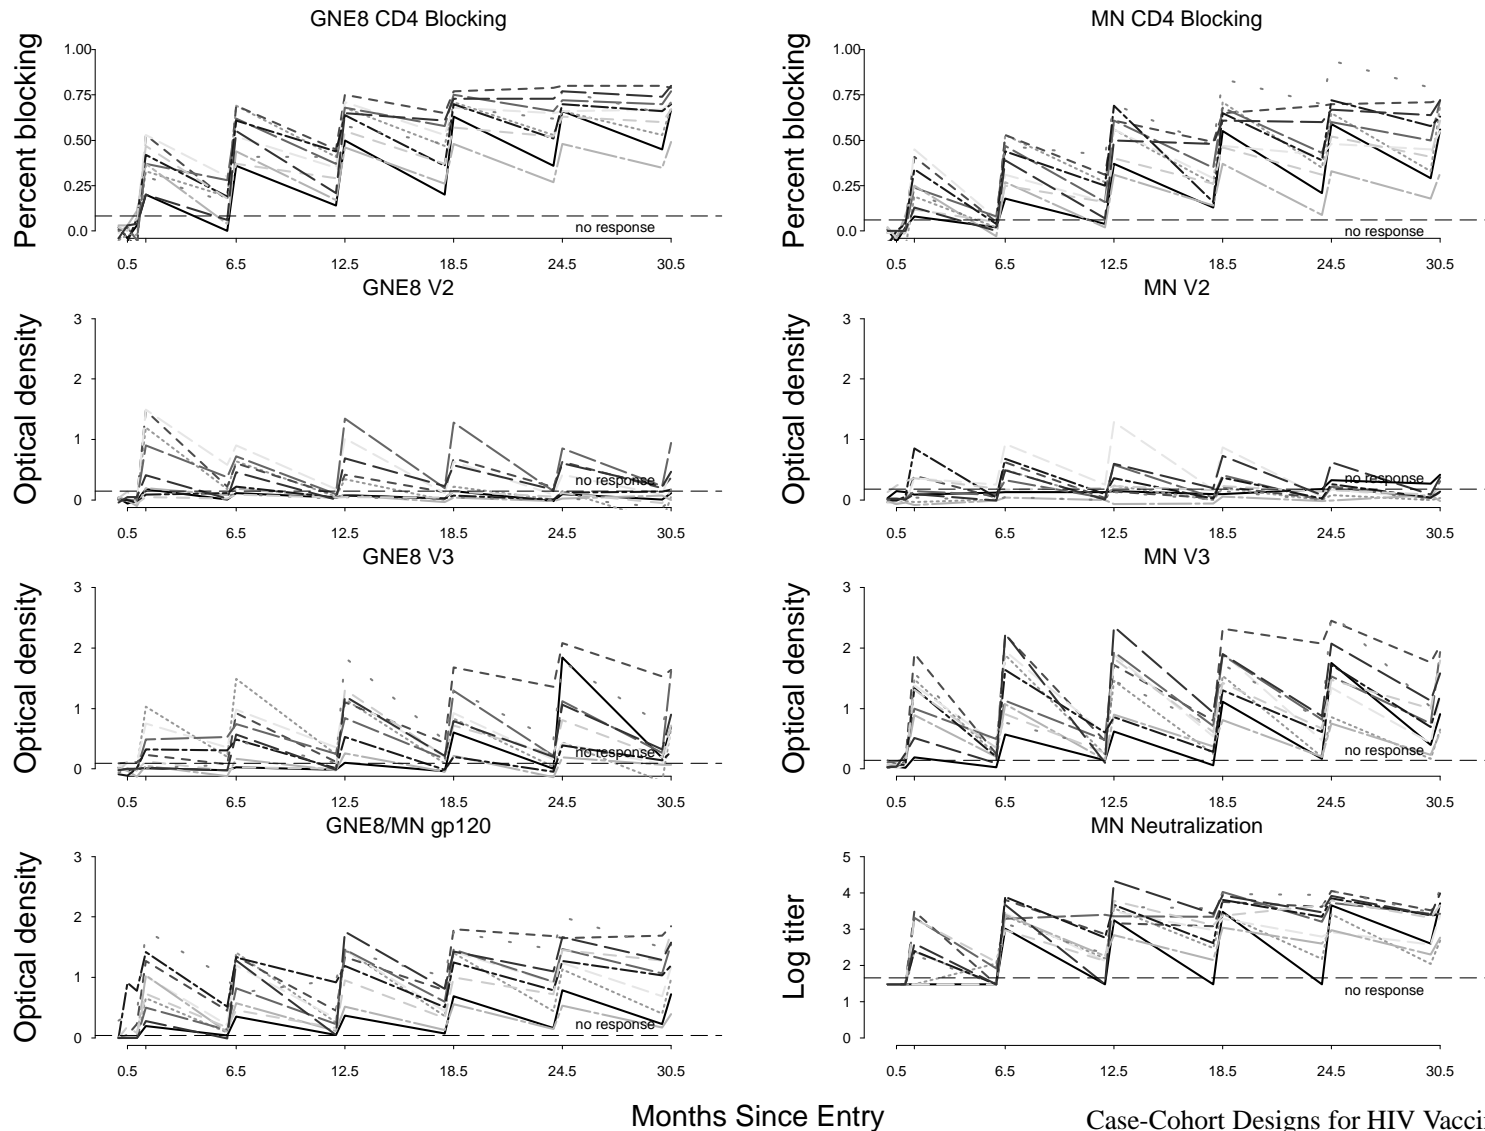 GNE8 CD4 Blocking
Percent blocking
1.00
0.75
0.50
0.25
0.0
no response
0.5 6.5 12.5 18.5 24.5 30.5
MN CD4 Blocking
Percent blocking
1.00
0.75
0.50
0.25
0.0
no response
0.5 6.5 12.5 18.5 24.5 30.5
GNE8 V2
Optical density
3
2
1
0
no response
0.5 6.5 12.5 18.5 24.5 30.5
MN V2
Optical density
3
2
1
0
no response
0.5 6.5 12.5 18.5 24.5 30.5
GNE8 V3
Optical density
3
2
1
0
no response
0.5 6.5 12.5 18.5 24.5 30.5
MN V3
Optical density
3
2
1
0
no response
0.5 6.5 12.5 18.5 24.5 30.5
GNE8/MN gp120
Optical density
3
2
1
0
no response
0.5 6.5 12.5 18.5 24.5 30.5
MN Neutralization
Log titer
5
4
3
2
1
0
no response
0.5 6.5 12.5 18.5 24.5 30.5
Months Since Entry
Case-Cohort Designs for HIV Vacci